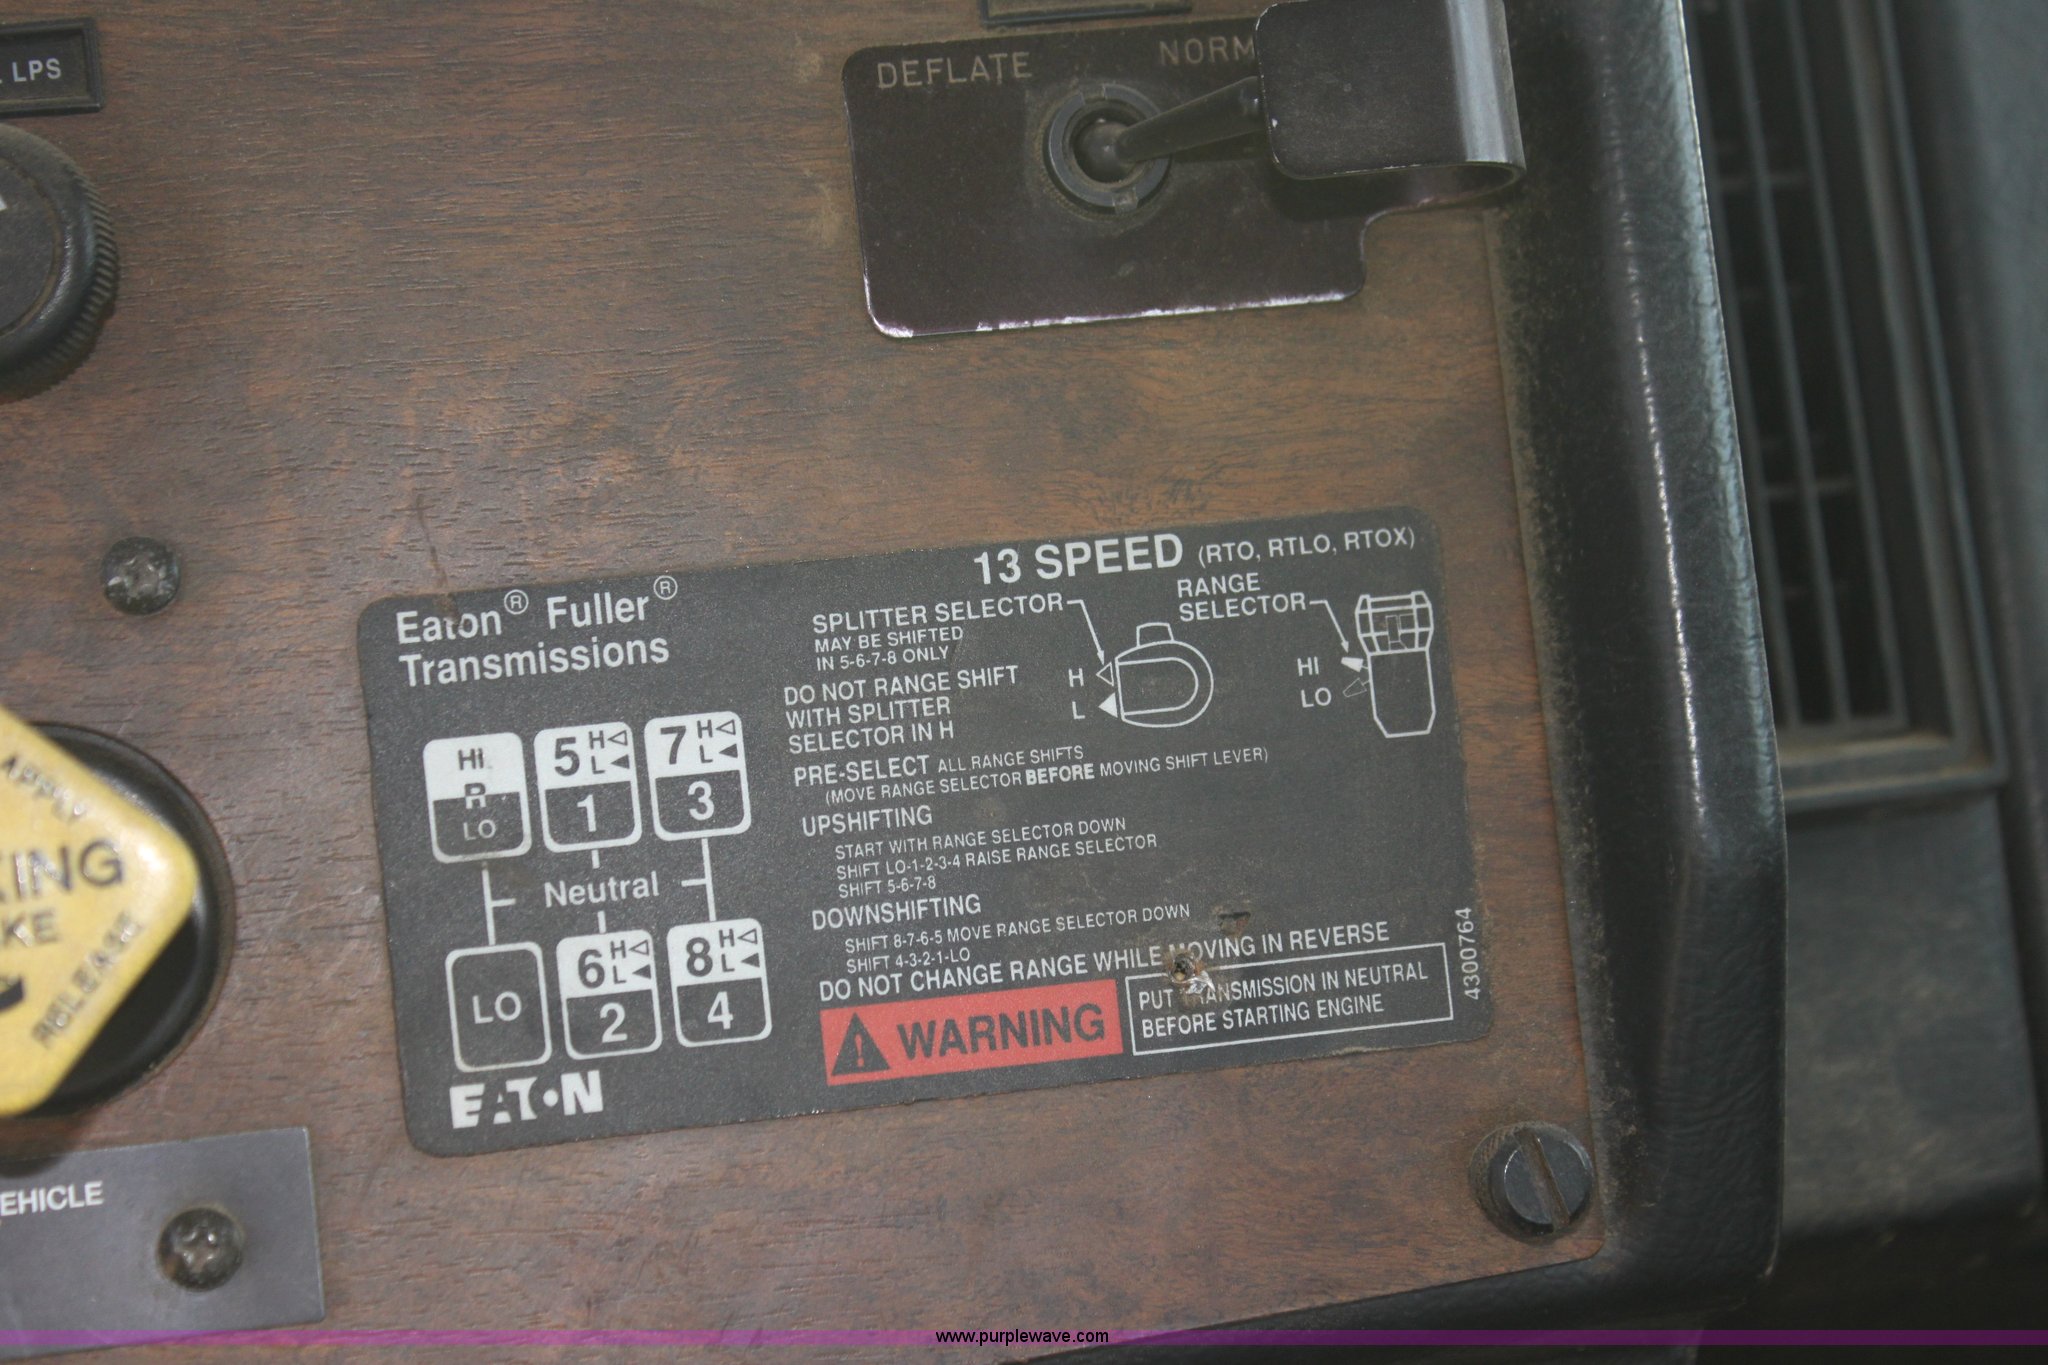 LPS
DEFLATE
NORM
Eaton® Fuller®
Transmissions
13 SPEED (RTO, RTLO, RTOX)
SPLITTER SELECTOR
MAY BE SHIFTED
IN 5-6-7-8 ONLY
RANGE
SELECTOR
H
L
HI
LO
DO NOT RANGE SHIFT
WITH SPLITTER
SELECTOR IN H
PRE-SELECT ALL RANGE SHIFTS
(MOVE RANGE SELECTOR BEFORE MOVING SHIFT LEVER)
UPSHIFTING
START WITH RANGE SELECTOR DOWN
SHIFT LO-1-2-3-4 RAISE RANGE SELECTOR
SHIFT 5-6-7-8
DOWNSHIFTING
SHIFT 8-7-6-5 MOVE RANGE SELECTOR DOWN
SHIFT 4-3-2-1-LO
DO NOT CHANGE RANGE WHILE MOVING IN REVERSE
WARNING
PUT TRANSMISSION IN NEUTRAL
BEFORE STARTING ENGINE
4300764
HI
R
LO
5 H
L
1
7 H
L
3
Neutral
LO
6 H
L
2
8 H
L
4
EATON
APPLY
KING
KE
RELEASE
EHICLE
www.purplewave.com